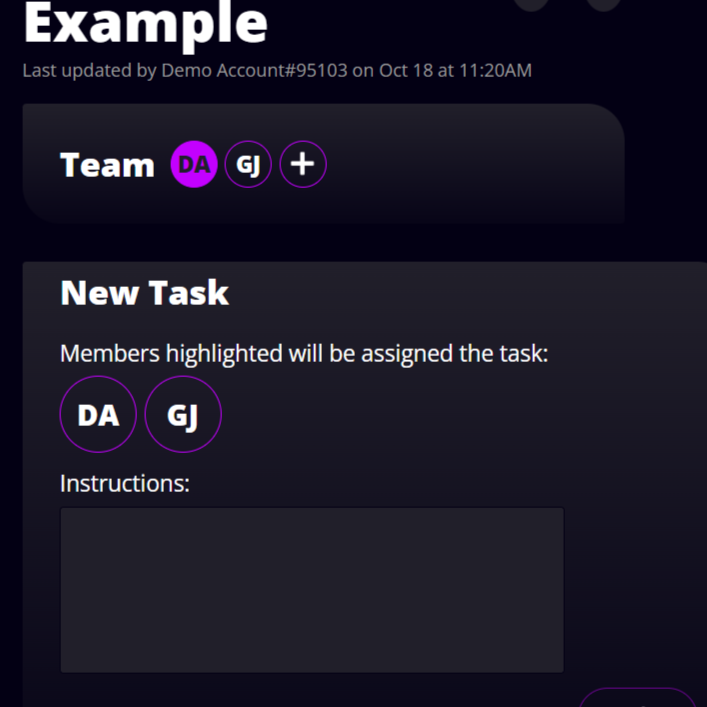 Example
Last updated by Demo Account#95103 on Oct 18 at 11:20AM
Team DA GJ +
New Task
Members highlighted will be assigned the task:
DA GJ
Instructions: